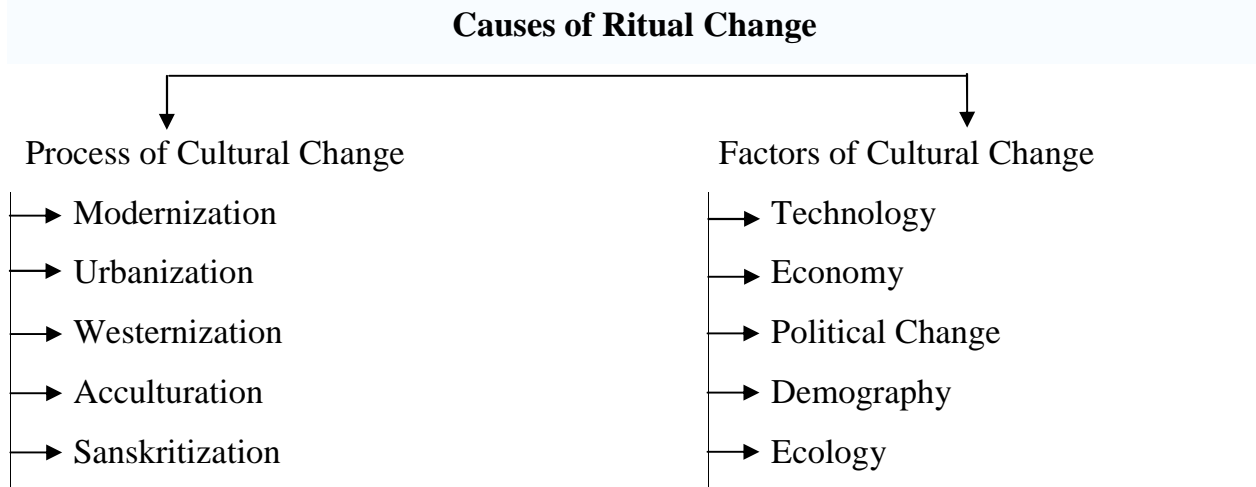 Causes of Ritual Change
Process of Cultural Change
Modernization
Urbanization
Westernization
Acculturation
Sanskritization
Factors of Cultural Change
Technology
Economy
Political Change
Demography
Ecology